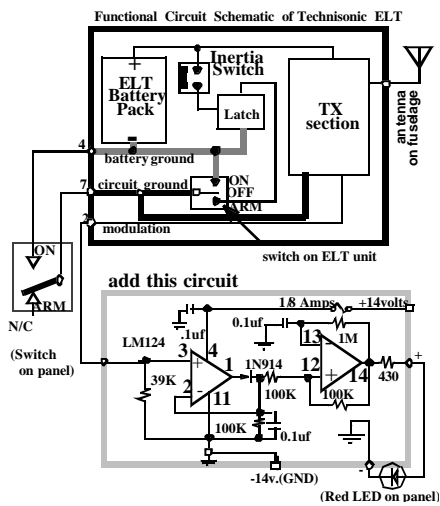 Functional Circuit Schematic of Technisonic ELT
+
ELT
Battery
Pack
-
Inertia
Switch
Latch
TX
section
antenna
on fuselage
4
battery ground
7
circuit ground
ON
OFF
ARM
2
modulation
switch on ELT unit
ON
ARM
N/C
(Switch
on panel)
add this circuit
.1uf
0.1uf
1/8 Amps
+14volts
LM124
3
4
+
1
2
-
11
39K
1N914
100K
100K
0.1uf
13
-
1M
12
+
14
100K
430
+
-
-14v.(GND)
(Red LED on panel)